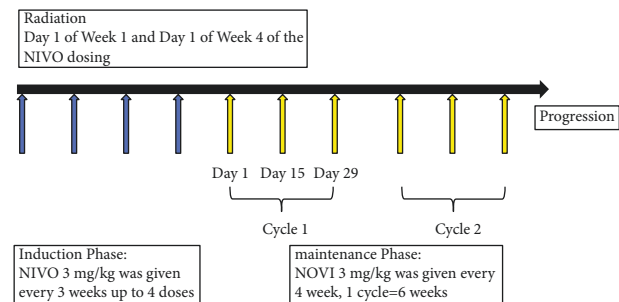 Radiation
Day 1 of Week 1 and Day 1 of Week 4 of the
NIVO dosing
Progression
Day 1 Day 15 Day 29
Cycle 1 Cycle 2
Induction Phase:
NIVO 3 mg/kg was given
every 3 weeks up to 4 doses
maintenance Phase:
NOVI 3 mg/kg was given every
4 week, 1 cycle=6 weeks